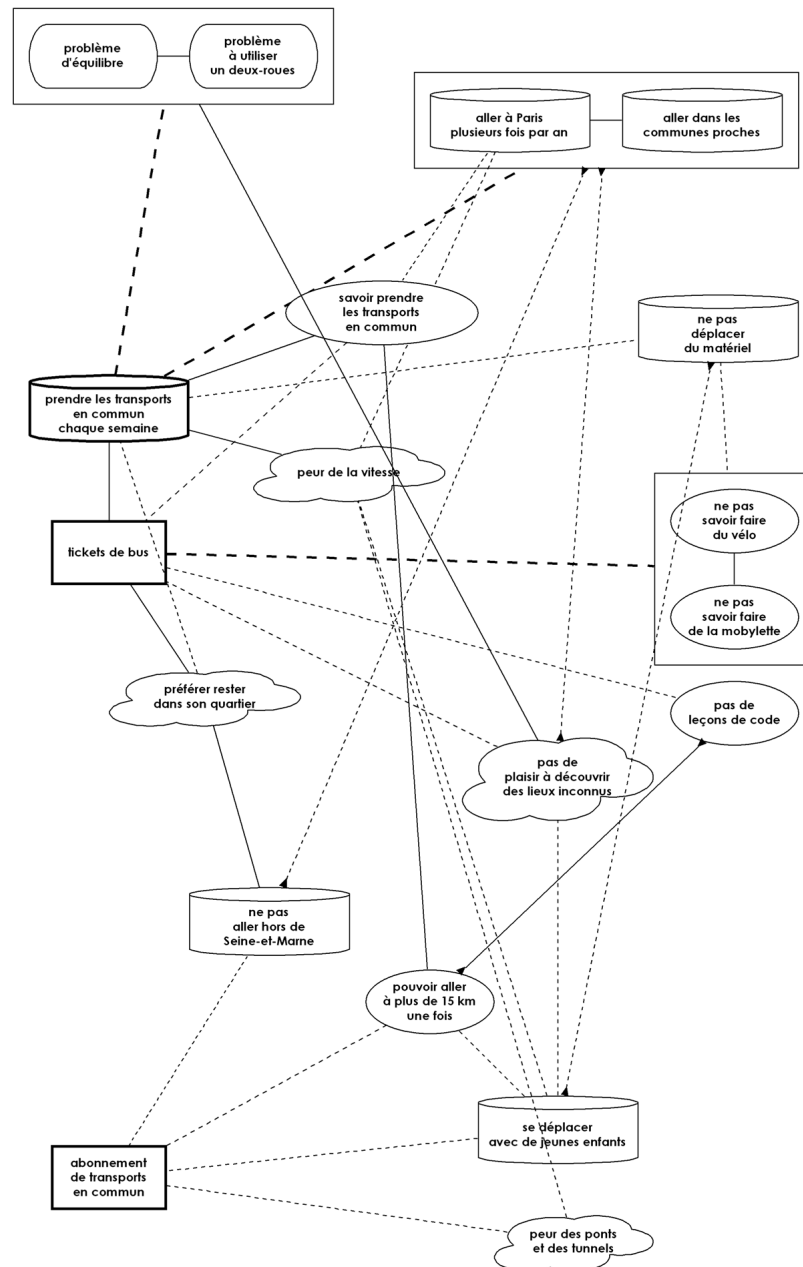 problème
d'équilibre
problème
à utiliser
un deux-roues
aller à Paris
plusieurs fois par an
aller dans les
communes proches
savoir prendre
les transports
en commun
ne pas
déplacer
du matériel
prendre les transports
en commun
chaque semaine
peur de la vitesse
tickets de bus
ne pas
savoir faire
du vélo
ne pas
savoir faire
de la mobylette
préférer rester
dans son quartier
pas de
leçons de code
pas de
plaisir à découvrir
des lieux inconnus
ne pas
aller hors de
Seine-et-Marne
pouvoir aller
à plus de 15 km
une fois
se déplacer
avec de jeunes enfants
abonnement
de transports
en commun
peur des ponts
et des tunnels